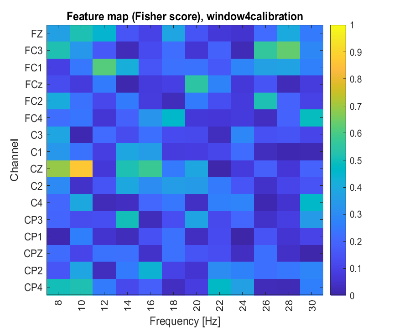 Feature map (Fisher score), window4calibration
Channel
FZ
FC3
FC1
FCz
FC2
FC4
C3
C1
CZ
C2
C4
CP3
CP1
CPZ
CP2
CP4
8 10 12 14 16 18 20 22 24 26 28 30
Frequency [Hz]
1
0.9
0.8
0.7
0.6
0.5
0.4
0.3
0.2
0.1
0